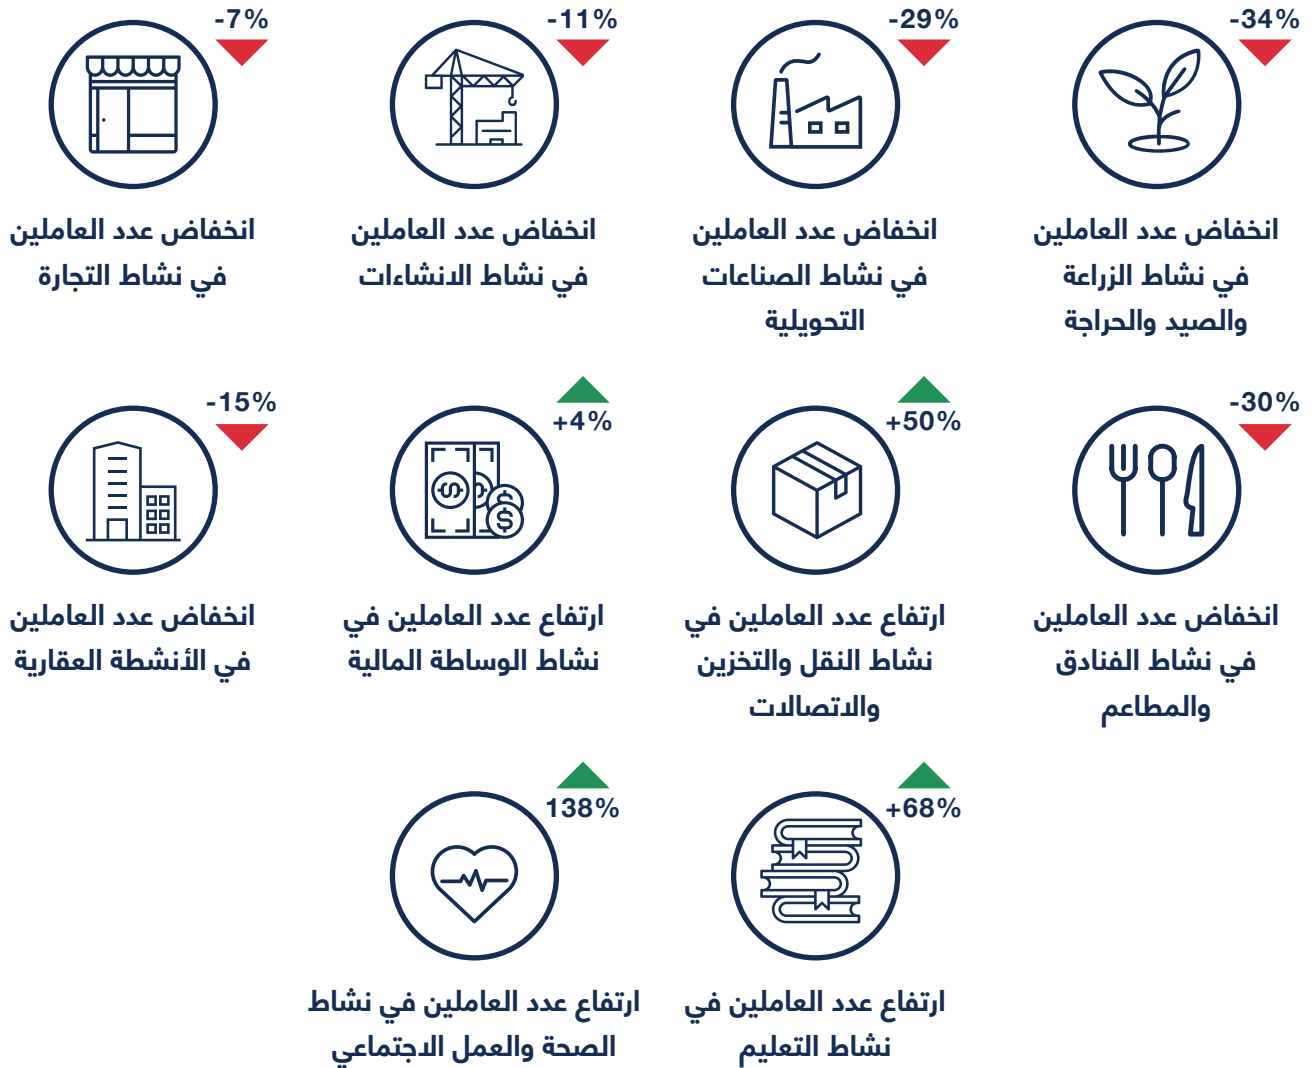 -34%
انخفاض عدد العاملين
في نشاط الزراعة
والصيد والحراجة
-29%
انخفاض عدد العاملين
في نشاط الصناعات
التحويلية
-11%
انخفاض عدد العاملين
في نشاط الانشاءات
-7%
انخفاض عدد العاملين
في نشاط التجارة
-30%
انخفاض عدد العاملين
في نشاط الفنادق
والمطاعم
+50%
ارتفاع عدد العاملين في
نشاط النقل والتخزين
والاتصالات
+4%
ارتفاع عدد العاملين في
نشاط الوساطة المالية
-15%
انخفاض عدد العاملين
في الأنشطة العقارية
+68%
ارتفاع عدد العاملين في
نشاط التعليم
138%
ارتفاع عدد العاملين في نشاط
الصحة والعمل الاجتماعي